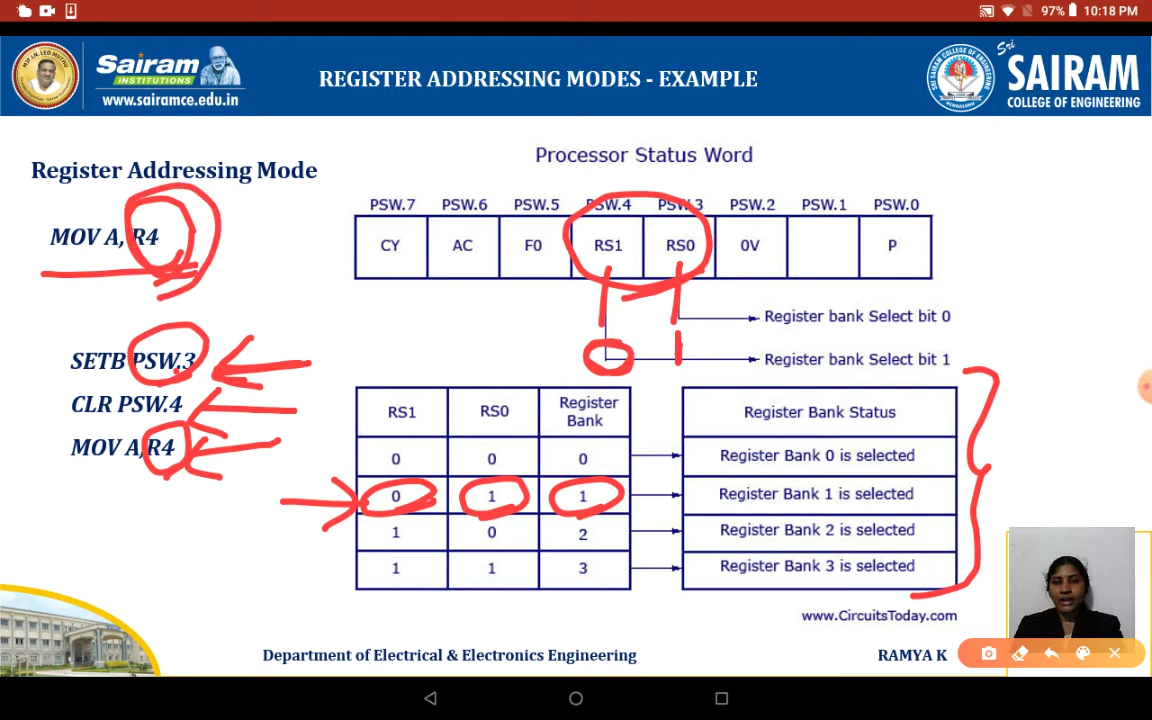 97% 10:18 PM
MSP. LN. LEO MUTHU
Sairam
INSTITUTIONS
www.sairamce.edu.in
REGISTER ADDRESSING MODES - EXAMPLE
Sri
SAIRAM
COLLEGE OF ENGINEERING
Register Addressing Mode
MOV A, R4
SETB PSW.3
CLR PSW.4
MOV A,R4
Processor Status Word
PSW.7 PSW.6 PSW.5 PSW.4 PSW.3 PSW.2 PSW.1 PSW.0
CY AC F0 RS1 RS0 0V P
Register bank Select bit 0
Register bank Select bit 1
RS1 RS0 Register Bank Register Bank Status
0 0 0 Register Bank 0 is selected
0 1 1 Register Bank 1 is selected
1 0 2 Register Bank 2 is selected
1 1 3 Register Bank 3 is selected
www.CircuitsToday.com
Department of Electrical & Electronics Engineering
RAMYA K